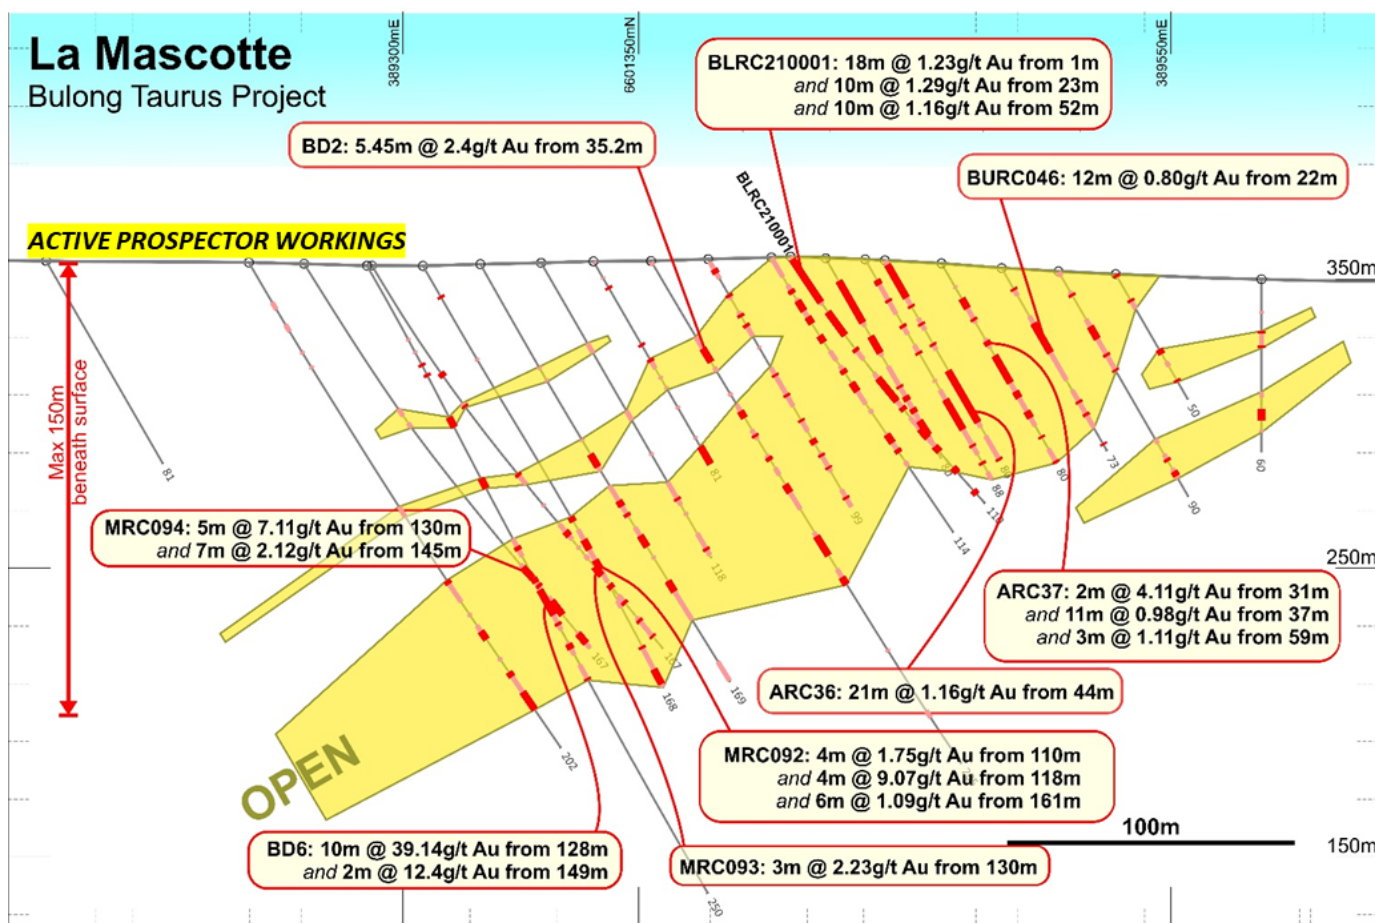 La Mascotte
Bulong Taurus Project
389300mE
6601350mN
389550mE
BLRC210001: 18m @ 1.23g/t Au from 1m
and 10m @ 1.29g/t Au from 23m
and 10m @ 1.16g/t Au from 52m
BD2: 5.45m @ 2.4g/t Au from 35.2m
BURC046: 12m @ 0.80g/t Au from 22m
BLRC210001
ACTIVE PROSPECTOR WORKINGS
350m
Max 150m
beneath surface
81
81
99
118
114
80
88
110
80
73
50
90
60
MRC094: 5m @ 7.11g/t Au from 130m
and 7m @ 2.12g/t Au from 145m
250m
ARC37: 2m @ 4.11g/t Au from 31m
and 11m @ 0.98g/t Au from 37m
and 3m @ 1.11g/t Au from 59m
167
167
168
169
202
ARC36: 21m @ 1.16g/t Au from 44m
MRC092: 4m @ 1.75g/t Au from 110m
and 4m @ 9.07g/t Au from 118m
and 6m @ 1.09g/t Au from 161m
OPEN
100m
BD6: 10m @ 39.14g/t Au from 128m
and 2m @ 12.4g/t Au from 149m
MRC093: 3m @ 2.23g/t Au from 130m
150m
250